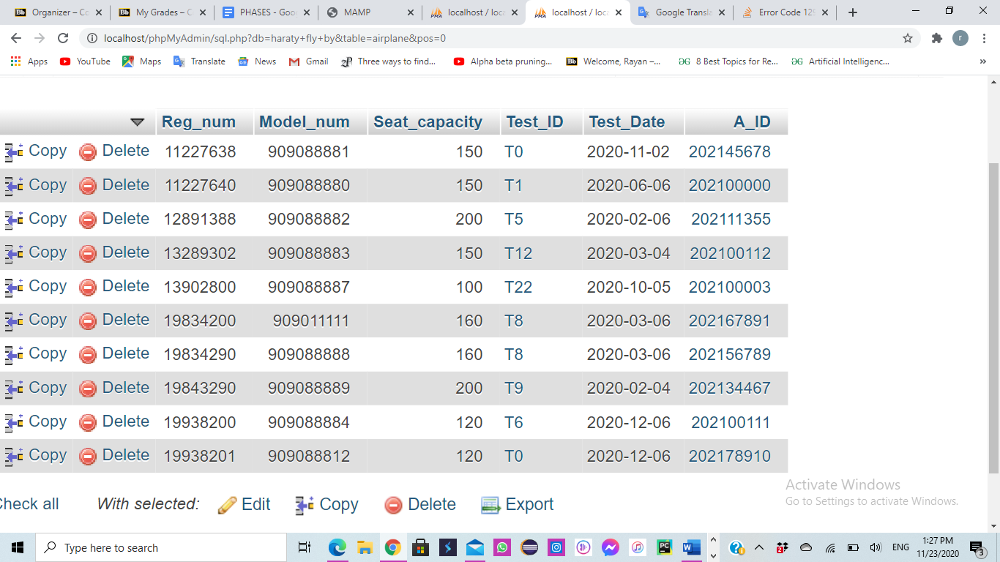 Organizer – Co
My Grades – C
PHASES - Goo
MAMP
localhost / loca
localhost / loca
Google Transla
Error Code 129
localhost/phpMyAdmin/sql.php?db=haraty+fly+by&table=airplane&pos=0
r
Apps YouTube Maps Translate News Gmail Three ways to find... Alpha beta pruning... Bb Welcome, Rayan –... 8 Best Topics for Re... Artificial Intelligenc... »
Reg_num Model_num Seat_capacity Test_ID Test_Date A_ID
Copy Delete 11227638 909088881 150 T0 2020-11-02 202145678
Copy Delete 11227640 909088880 150 T1 2020-06-06 202100000
Copy Delete 12891388 909088882 200 T5 2020-02-06 202111355
Copy Delete 13289302 909088883 150 T12 2020-03-04 202100112
Copy Delete 13902800 909088887 100 T22 2020-10-05 202100003
Copy Delete 19834200 909011111 160 T8 2020-03-06 202167891
Copy Delete 19834290 909088888 160 T8 2020-03-06 202156789
Copy Delete 19843290 909088889 200 T9 2020-02-04 202134467
Copy Delete 19938200 909088884 120 T6 2020-12-06 202100111
Copy Delete 19938201 909088812 120 T0 2020-12-06 202178910
Check all With selected: Edit Copy Delete Export
Activate Windows
Go to Settings to activate Windows.
Type here to search
ENG
1:27 PM
11/23/2020
3